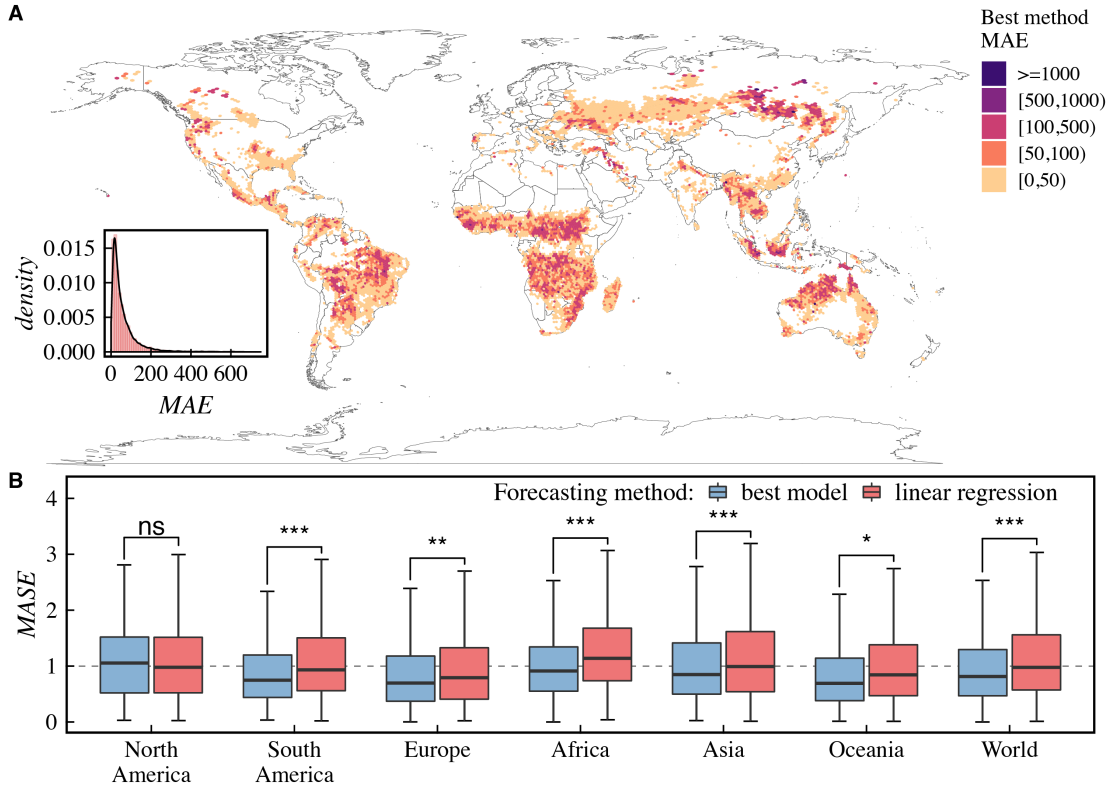 A
Best method
MAE
>=1000
[500,1000)
[100,500)
[50,100)
[0,50)
density
0.015
0.010
0.005
0.000
0 200 400 600
MAE
B
MASE
4
3
2
1
0
Forecasting method: best model linear regression
ns *** ** *** *** * ***
North America South America Europe Africa Asia Oceania World